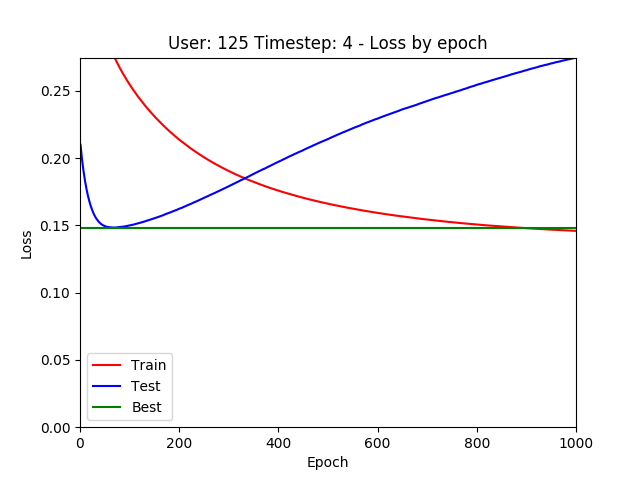 User: 125 Timestep: 4 - Loss by epoch
0.25
0.20
0.15
0.10
0.05
0.00
Loss
Train
Test
Best
0 200 400 600 800 1000
Epoch